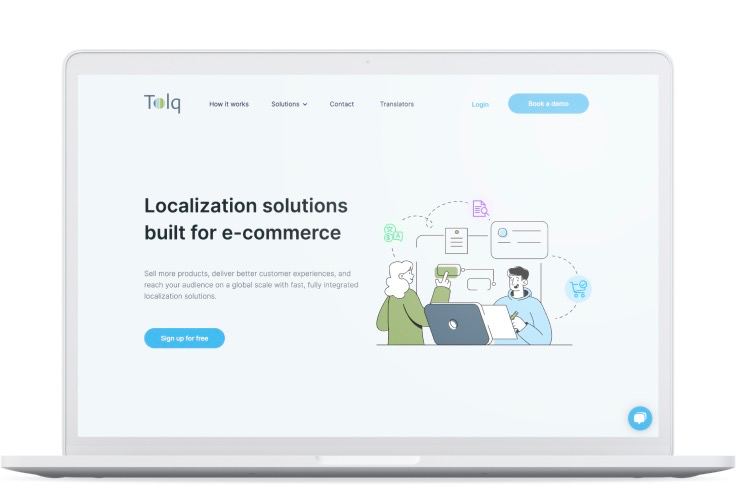 Tolq
How it works
Solutions
Contact
Translators
Login
Book a demo
Localization solutions
built for e-commerce
Sell more products, deliver better customer experiences, and
reach your audience on a global scale with fast, fully integrated
localization solutions.
Sign up for free